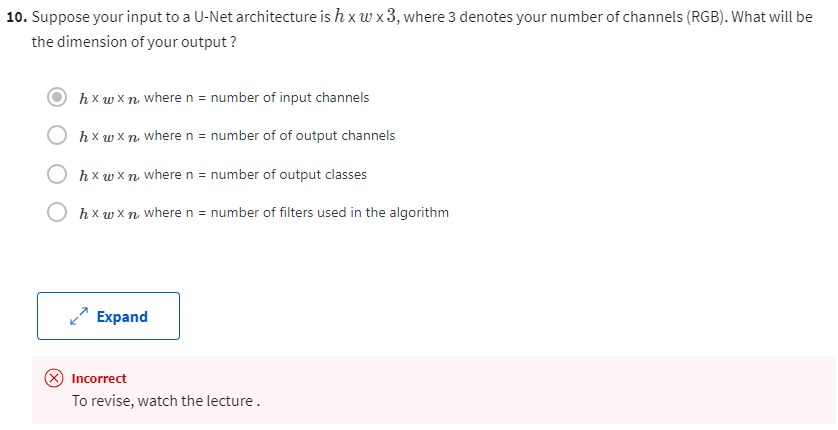 10. Suppose your input to a U-Net architecture is h x w x 3, where 3 denotes your number of channels (RGB). What will be
the dimension of your output ?
h × w × n, where n = number of input channels
h × w × n, where n = number of of output channels
h × w × n, where n = number of output classes
h × w × n, where n = number of filters used in the algorithm
Expand
Incorrect
To revise, watch the lecture .